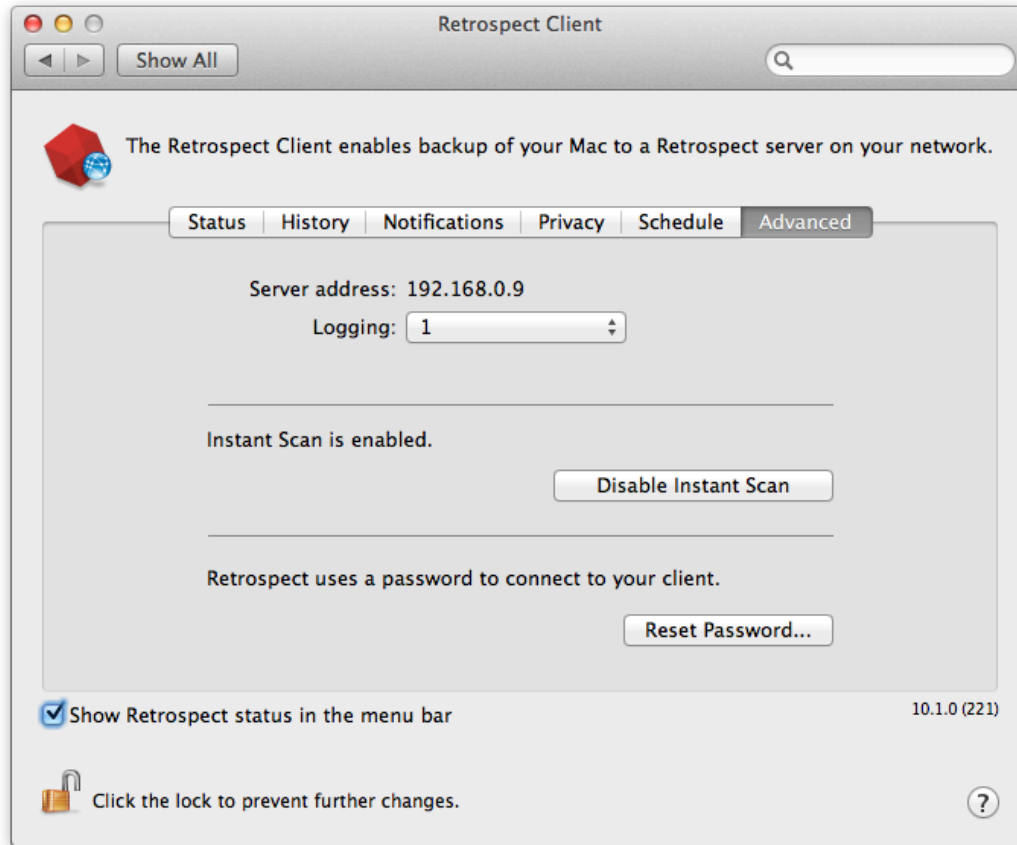 Retrospect Client
Show All
The Retrospect Client enables backup of your Mac to a Retrospect server on your network.
Status History Notifications Privacy Schedule Advanced
Server address: 192.168.0.9
Logging: 1
Instant Scan is enabled.
Disable Instant Scan
Retrospect uses a password to connect to your client.
Reset Password...
Show Retrospect status in the menu bar
10.1.0 (221)
Click the lock to prevent further changes.
?